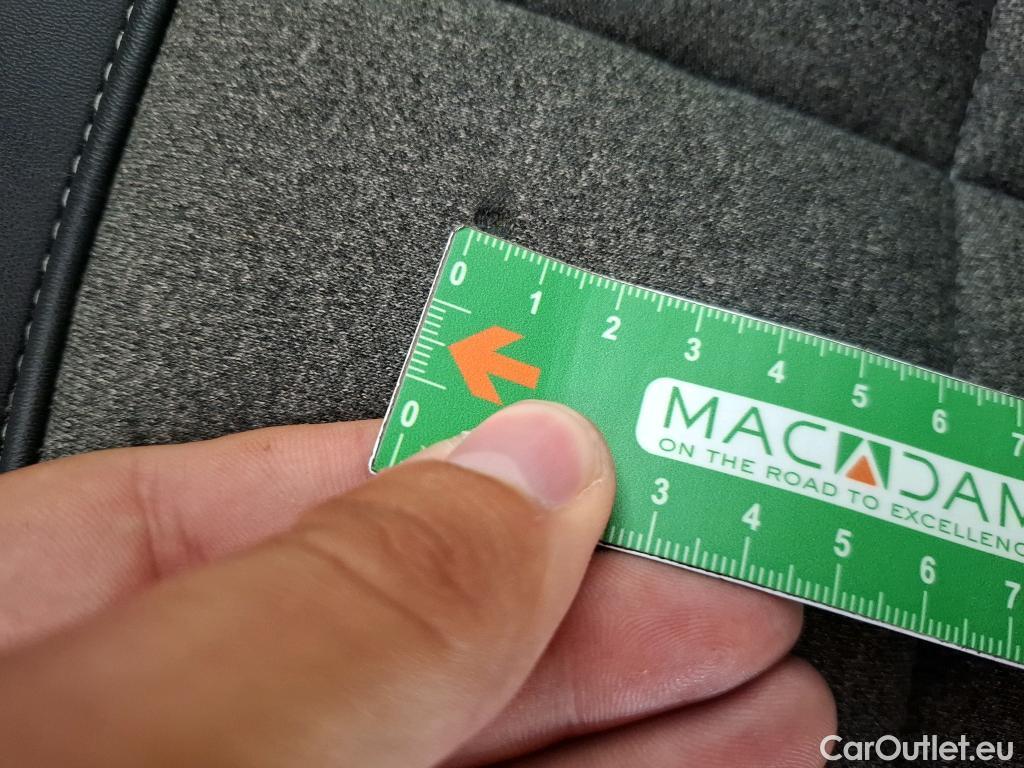 0 1 2 3 4 5 6 7
MACADAM
ON THE ROAD TO EXCELLENC
0 3 4 5 6 7
CarOutlet.eu